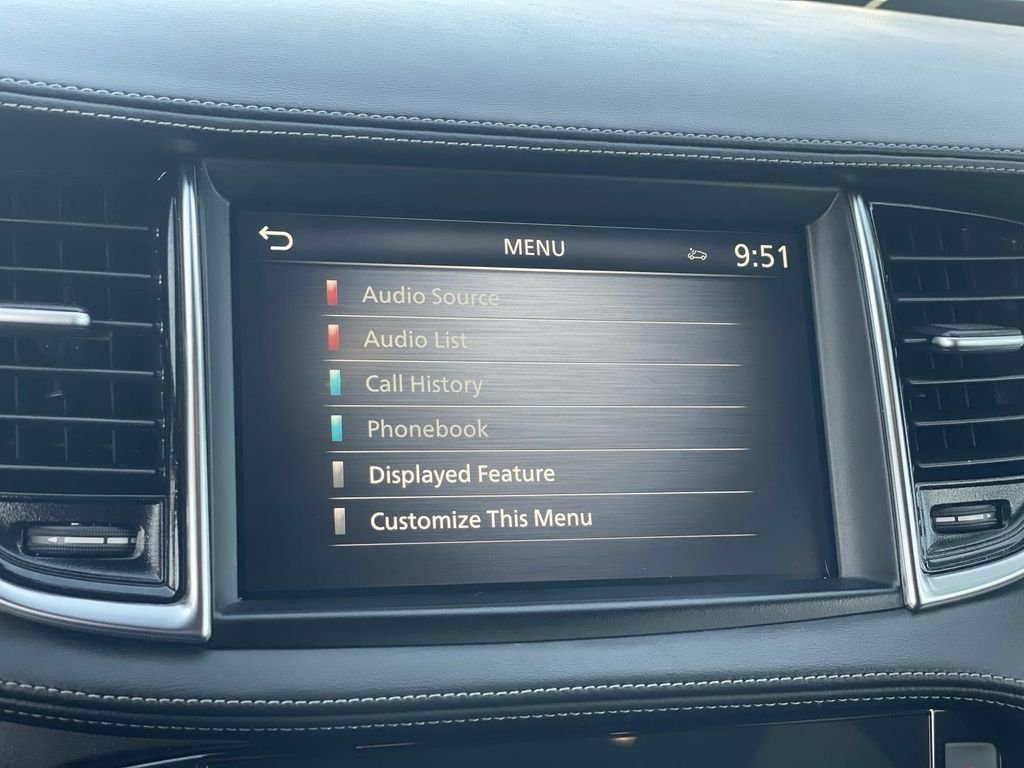 MENU
9:51
Audio Source
Audio List
Call History
Phonebook
Displayed Feature
Customize This Menu